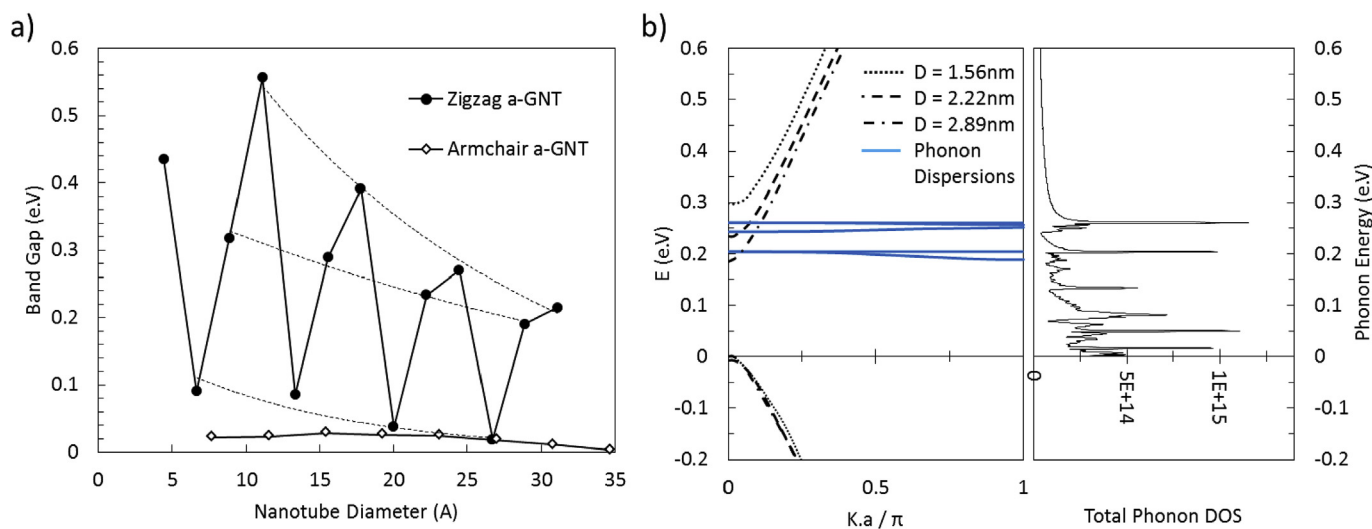 a)
Band Gap (e.V)
0.6
0.5
0.4
0.3
0.2
0.1
0
0
5
10
15
20
25
30
35
Nanotube Diameter (A)
Zigzag a-GNT
Armchair a-GNT
b)
E (e.V)
0.6
0.5
0.4
0.3
0.2
0.1
0
-0.1
-0.2
0
0.5
1
K.a / π
D = 1.56nm
D = 2.22nm
D = 2.89nm
Phonon
Dispersions
0
5E+14
1E+15
Total Phonon DOS
0.6
0.5
0.4
0.3
0.2
0.1
0
-0.1
-0.2
Phonon Energy (e.V)